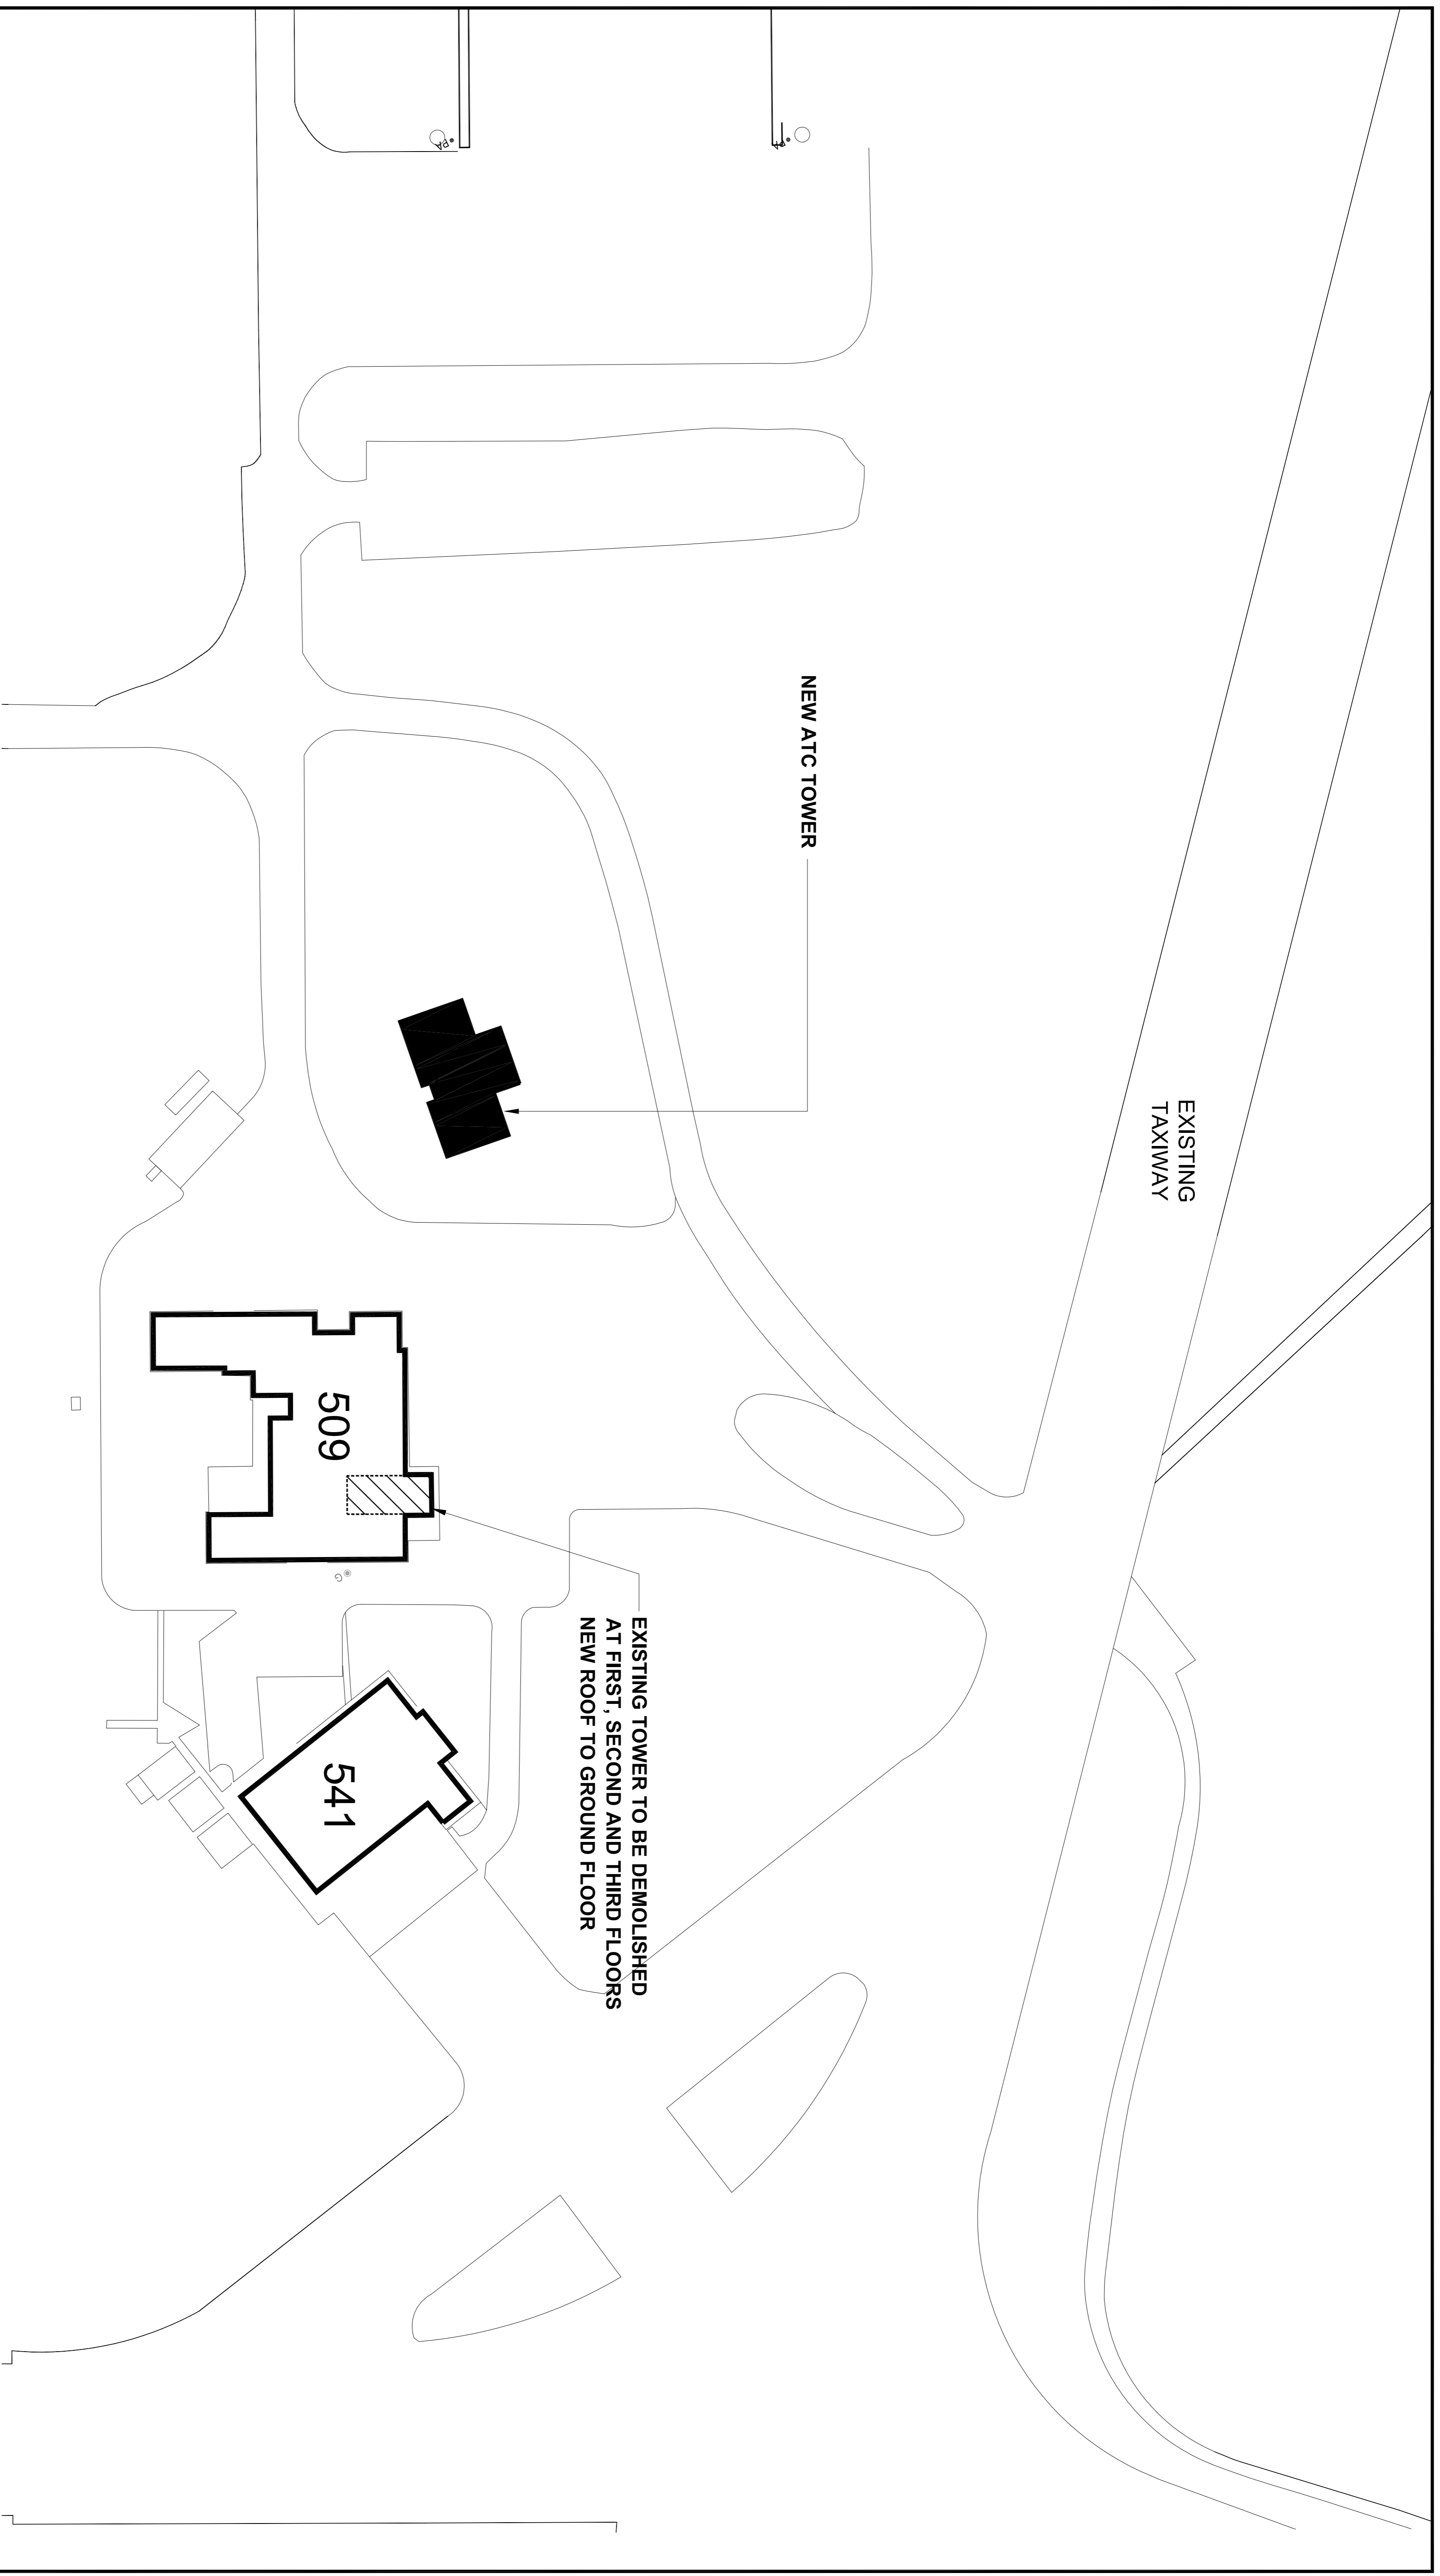 EXISTING
TAXIWAY
NEW ATC TOWER
EXISTING TOWER TO BE DEMOLISHED
AT FIRST, SECOND AND THIRD FLOORS
NEW ROOF TO GROUND FLOOR
509
541
PA
G